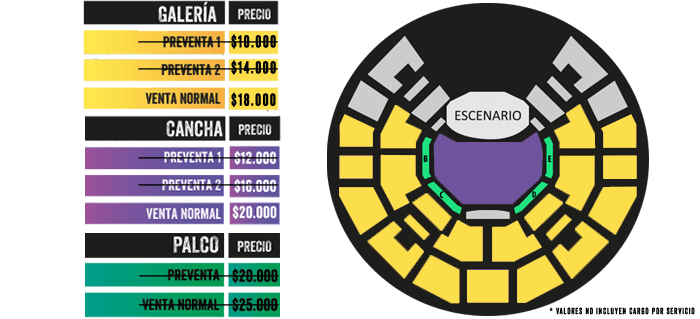 GALERÍA PRECIO
PREVENTA 1 $10.000
PREVENTA 2 $14.000
VENTA NORMAL $18.000
CANCHA PRECIO
PREVENTA 1 $12.000
PREVENTA 2 $16.000
VENTA NORMAL $20.000
PALCO PRECIO
PREVENTA $20.000
VENTA NORMAL $25.000
ESCENARIO
B E
C D
* VALORES NO INCLUYEN CARGO POR SERVICIO